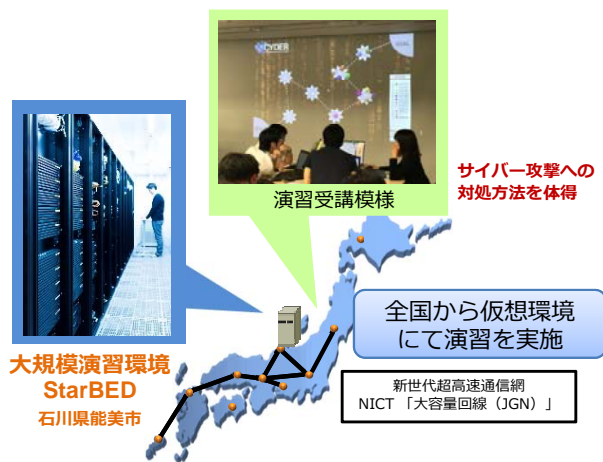 CYDER
演習受講模様
サイバー攻撃への
対処方法を体得
全国から仮想環境
にて演習を実施
大規模演習環境
StarBED
石川県能美市
新世代超高速通信網
NICT 「大容量回線（JGN）」